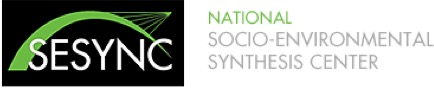 SESYNC
NATIONAL
SOCIO-ENVIRONMENTAL
SYNTHESIS CENTER